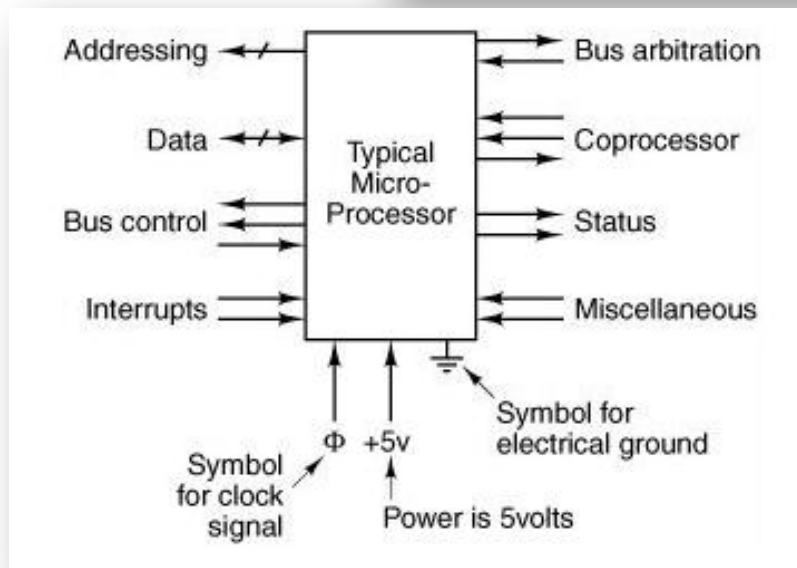 Addressing
Bus arbitration
Data
Typical
Micro-
Processor
Coprocessor
Bus control
Status
Interrupts
Miscellaneous
Φ +5v
Symbol for
electrical ground
Symbol
for clock
signal
Power is 5volts